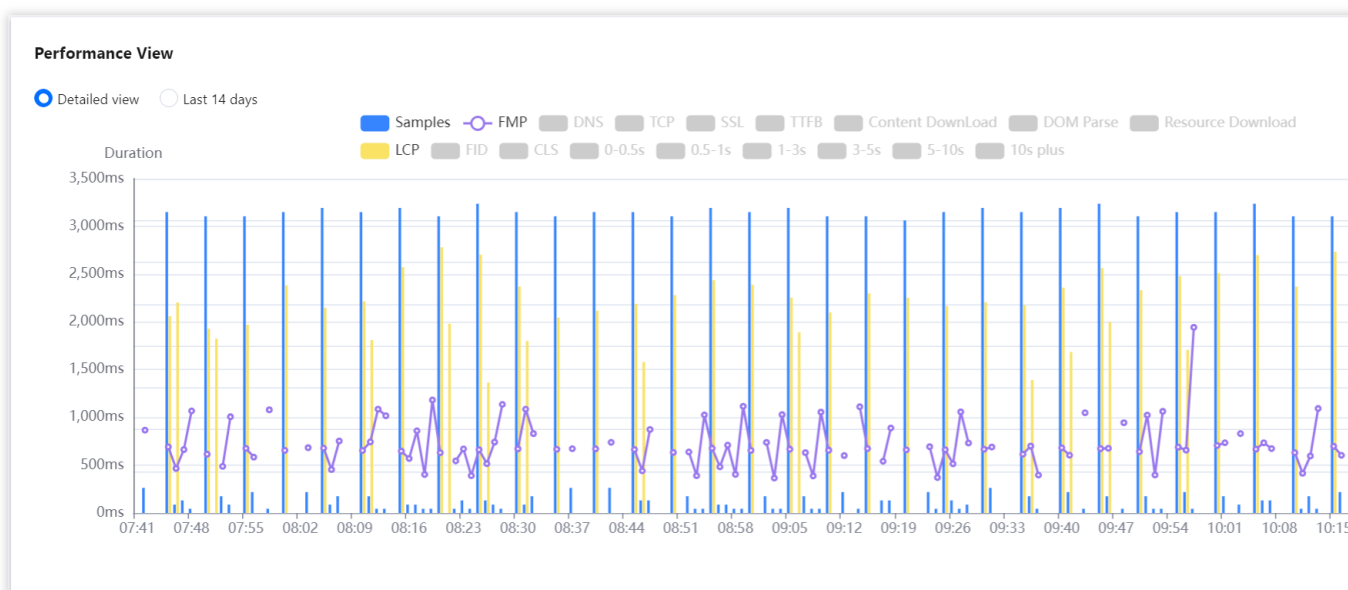 Performance View
Detailed view Last 14 days
Samples FMP DNS TCP SSL TTFB Content DownLoad DOM Parse Resource Download
LCP FID CLS 0-0.5s 0.5-1s 1-3s 3-5s 5-10s 10s plus
Duration
3,500ms
3,000ms
2,500ms
2,000ms
1,500ms
1,000ms
500ms
0ms
07:41 07:48 07:55 08:02 08:09 08:16 08:23 08:30 08:37 08:44 08:51 08:58 09:05 09:12 09:19 09:26 09:33 09:40 09:47 09:54 10:01 10:08 10:15